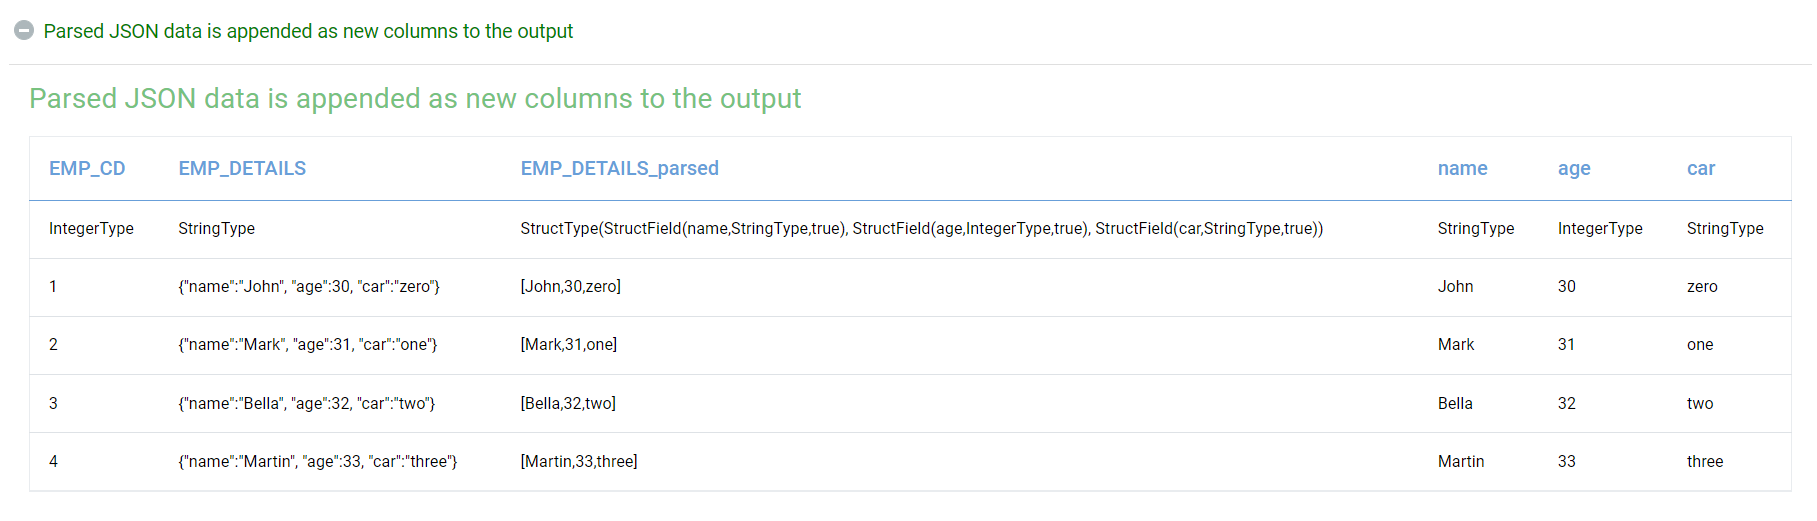 Parsed JSON data is appended as new columns to the output
Parsed JSON data is appended as new columns to the output
EMP_CD EMP_DETAILS EMP_DETAILS_parsed name age car
IntegerType StringType StructType(StructField(name,StringType,true), StructField(age,IntegerType,true), StructField(car,StringType,true)) StringType IntegerType StringType
1 {"name":"John", "age":30, "car":"zero"} [John,30,zero] John 30 zero
2 {"name":"Mark", "age":31, "car":"one"} [Mark,31,one] Mark 31 one
3 {"name":"Bella", "age":32, "car":"two"} [Bella,32,two] Bella 32 two
4 {"name":"Martin", "age":33, "car":"three"} [Martin,33,three] Martin 33 three